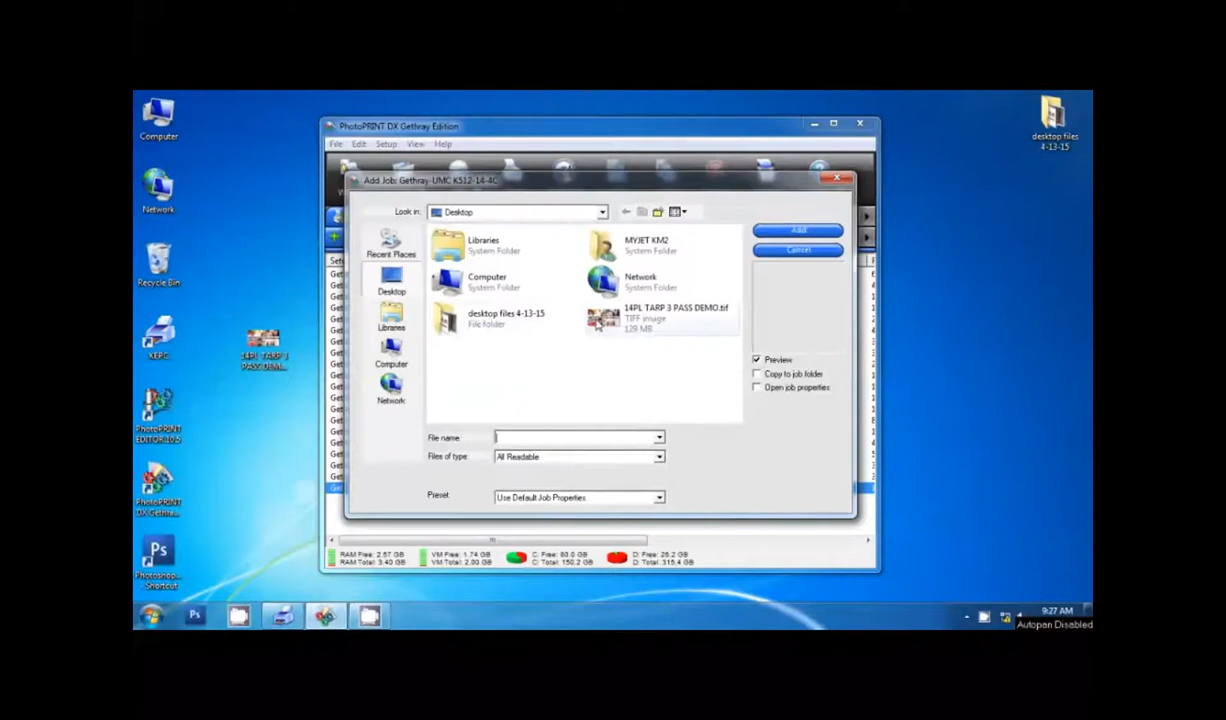 Computer
Network
Recycle Bin
KEPC
PhotoPRINT
EDITOR 10.5
PhotoPRINT
DX Gethra...
Photoshop...
Shortcut
14PL TARP 3
PASS DEM...
desktop files
4-13-15
PhotoPRINT DX Gethray Edition
File Edit Setup View Help
Add Job: Gethray-UMC K512-14-4C
Look in: Desktop
Add
Cancel
Recent Places
Desktop
Libraries
Computer
Network
Libraries
System Folder
MYJET KM2
System Folder
Computer
System Folder
Network
System Folder
desktop files 4-13-15
File folder
14PL TARP 3 PASS DEMO.tif
TIFF image
129 MB
Preview
Copy to job folder
Open job properties
File name
Files of type: All Readable
Preset: Use Default Job Properties
RAM Free: 2.57 GB
RAM Total: 3.40 GB
VM Free: 1.74 GB
VM Total: 2.00 GB
C: Free: 60.0 GB
C: Total: 150.2 GB
D: Free: 26.2 GB
D: Total: 315.4 GB
Ps
9:27 AM
Autopan Disabled